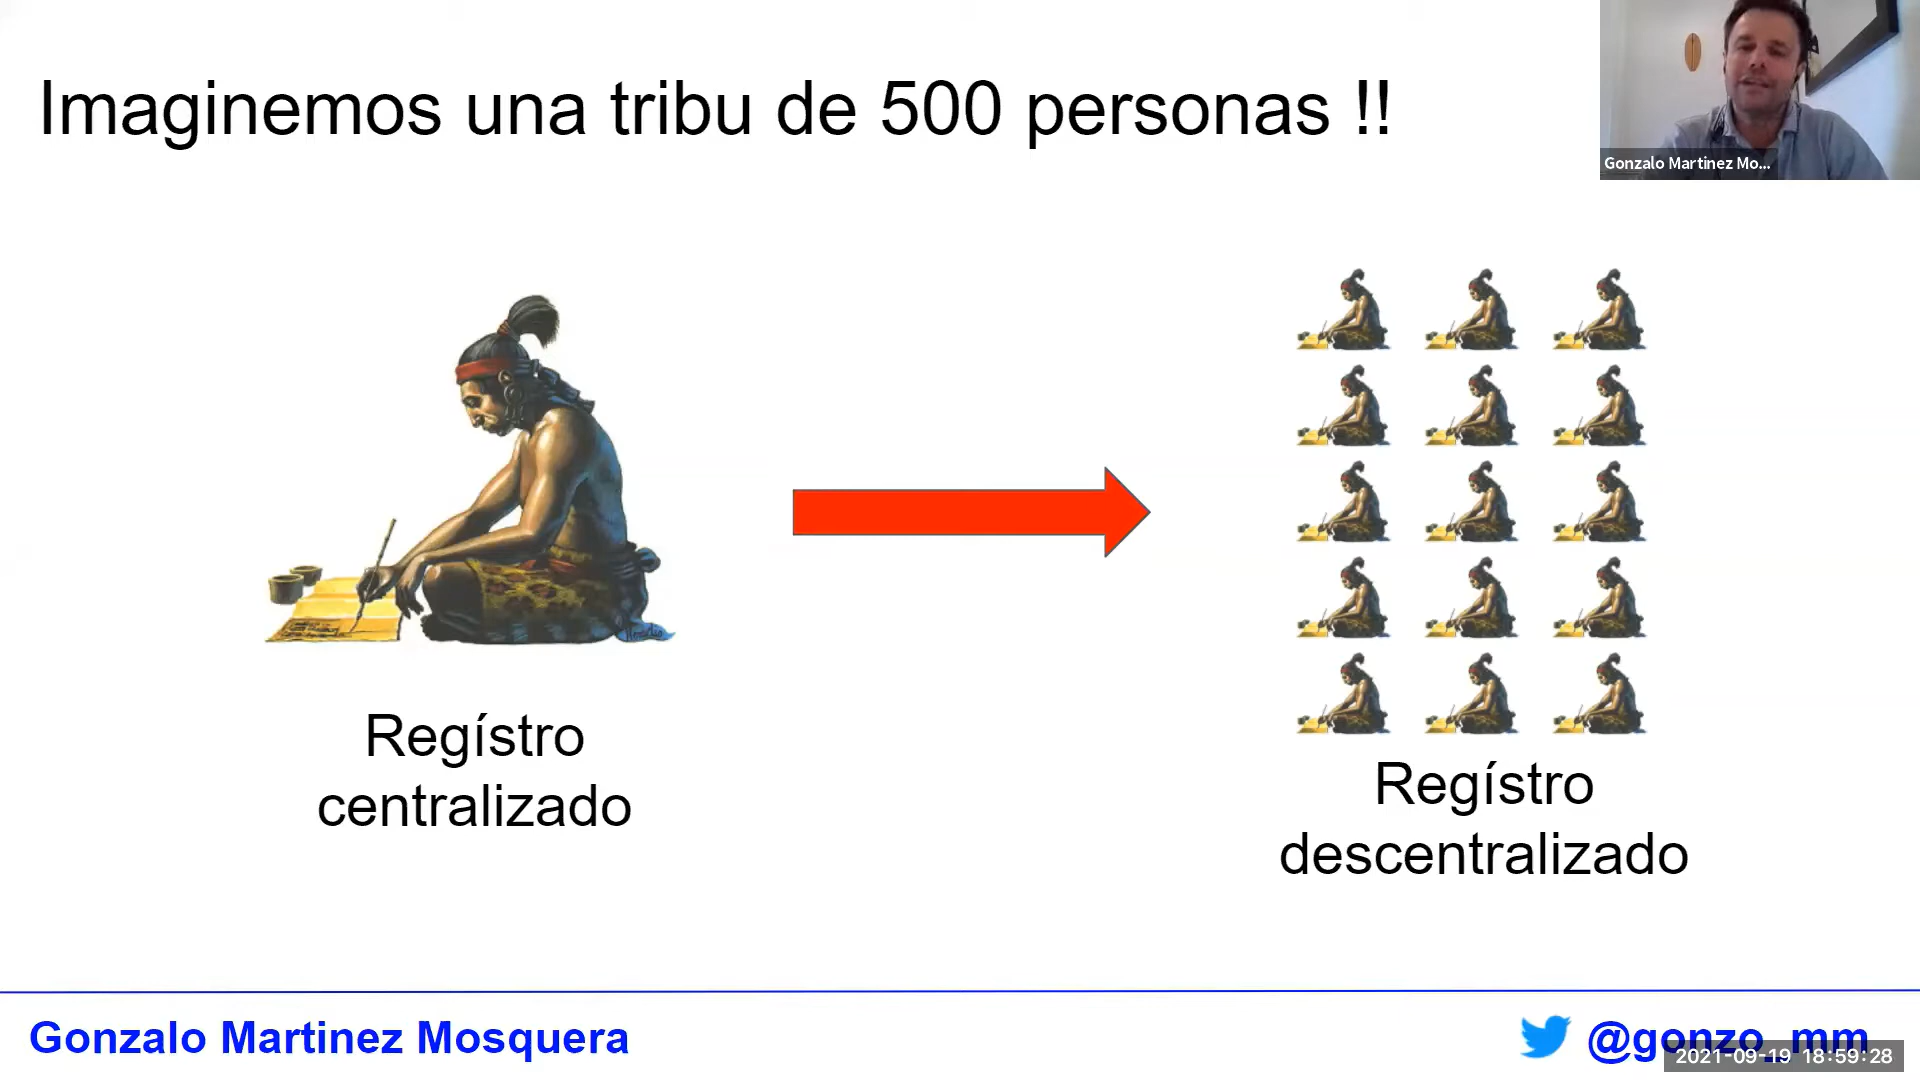 Imaginemos una tribu de 500 personas !!
Gonzalo Martinez Mo...
Regístro
centralizado
Regístro
descentralizado
Gonzalo Martinez Mosquera
@gonzo_mm
2021-09-19 18:59:28